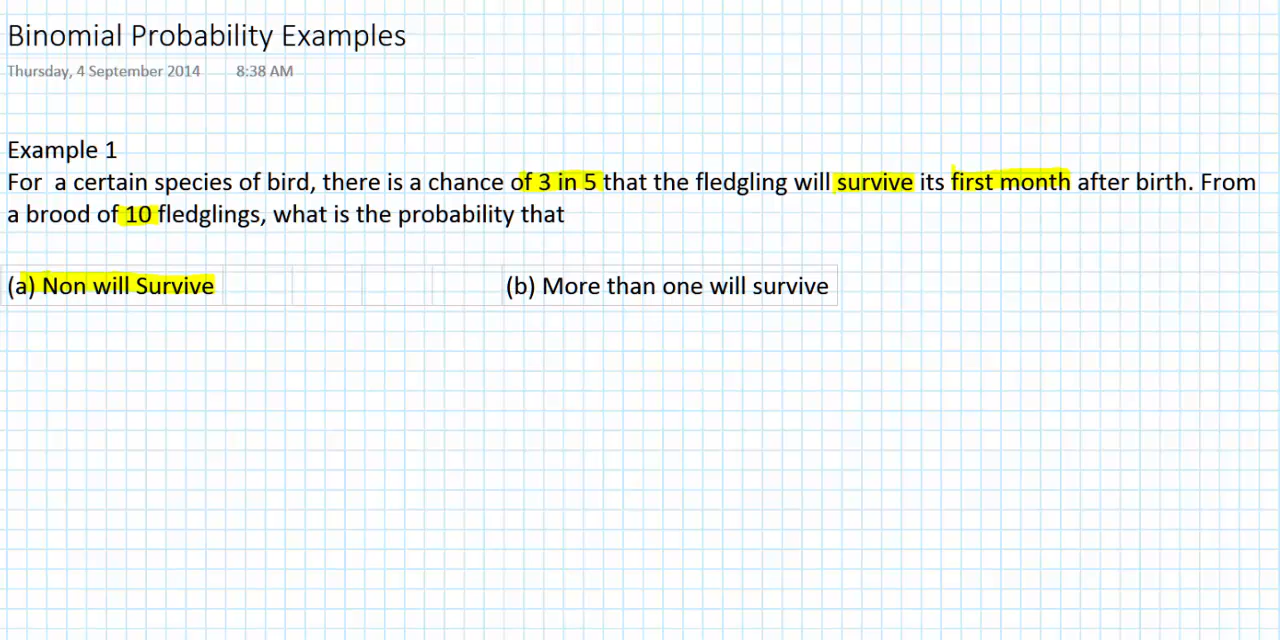 Binomial Probability Examples
Thursday, 4 September 2014 8:38 AM
Example 1
For a certain species of bird, there is a chance of 3 in 5 that the fledgling will survive its first month after birth. From
a brood of 10 fledglings, what is the probability that
(a) Non will Survive (b) More than one will survive